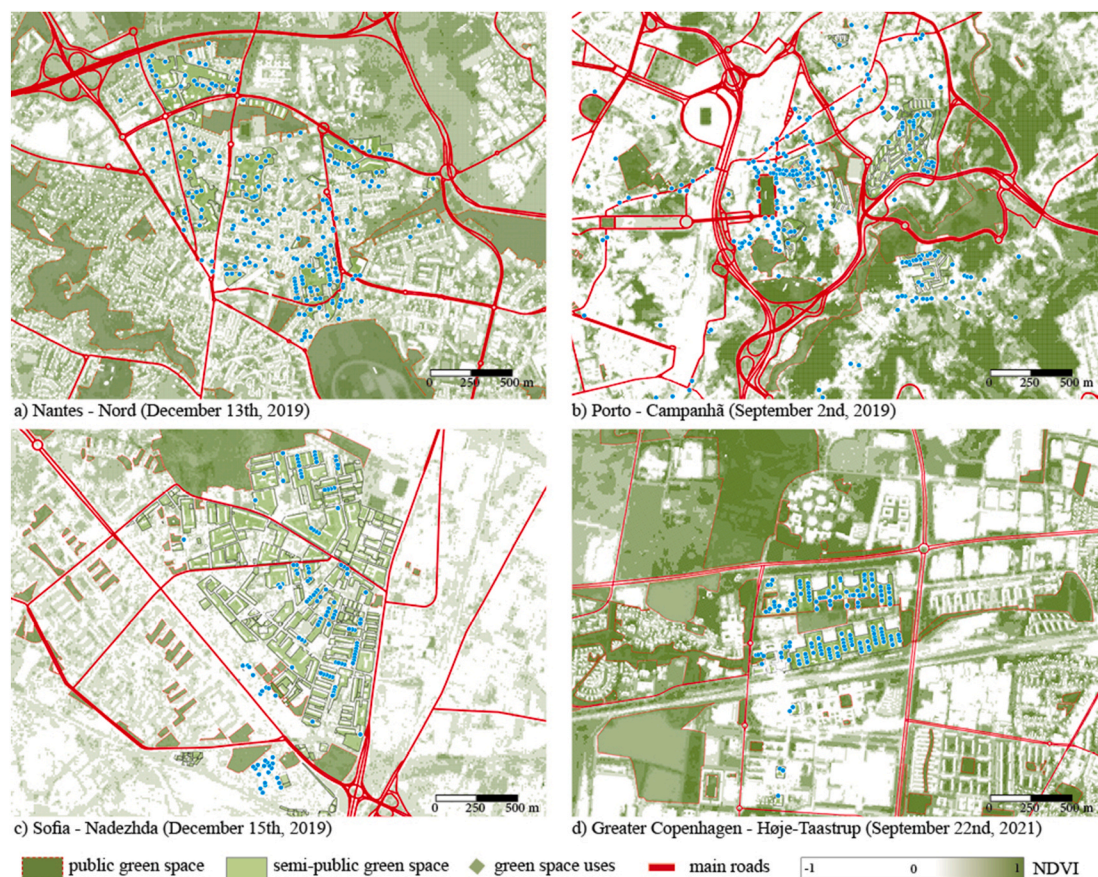 0 250 500 m
0 250 500 m
a) Nantes - Nord (December 13th, 2019)
b) Porto - Campanhã (September 2nd, 2019)
0 250 500 m
0 250 500 m
c) Sofia - Nadezhda (December 15th, 2019)
d) Greater Copenhagen - Høje-Taastrup (September 22nd, 2021)
public green space semi-public green space green space uses main roads -1 0 1 NDVI